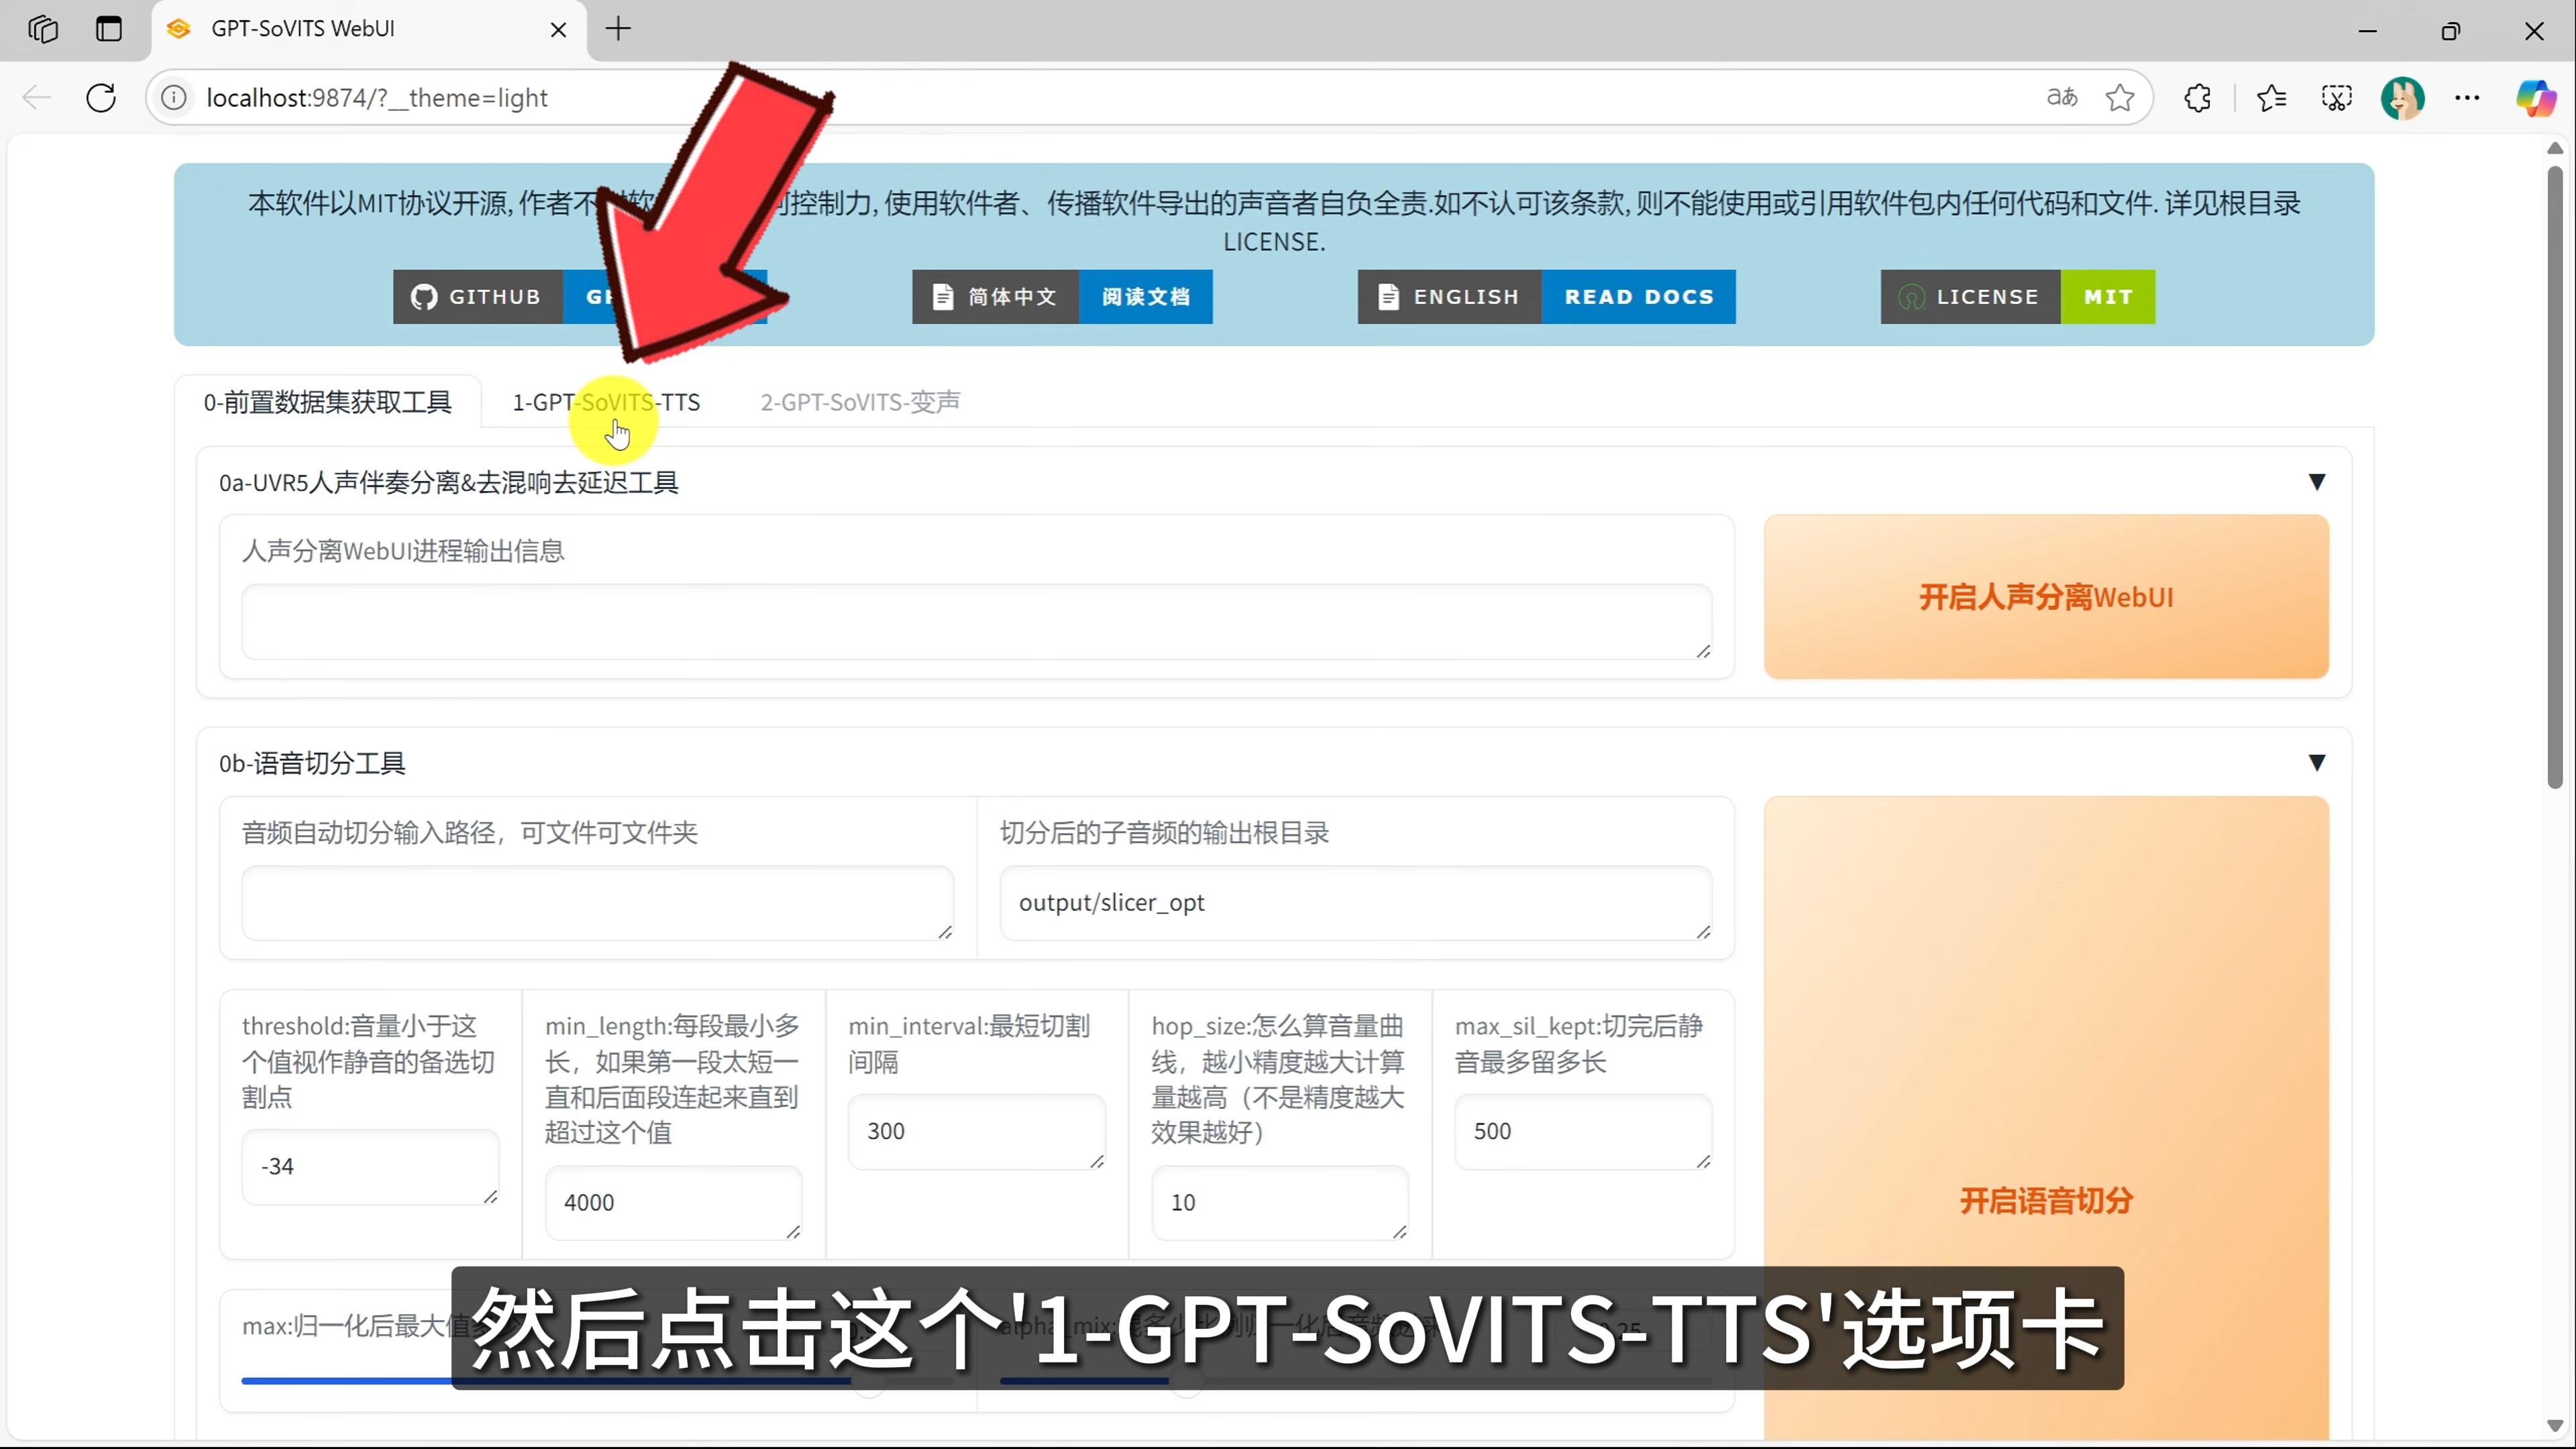 GPT-SoVITS WebUI
localhost:9874/?__theme=light
本软件以MIT协议开源, 作者不 控制力, 使用软件者、传播软件导出的声音者自负全责.如不认可该条款, 则不能使用或引用软件包内任何代码和文件. 详见根目录
LICENSE.
GITHUB
简体中文 阅读文档
ENGLISH READ DOCS
LICENSE MIT
0-前置数据集获取工具 1-GPT-SoVITS-TTS 2-GPT-SoVITS-变声
0a-UVR5人声伴奏分离&去混响去延迟工具
人声分离WebUI进程输出信息
开启人声分离WebUI
0b-语音切分工具
音频自动切分输入路径，可文件可文件夹
切分后的子音频的输出根目录
output/slicer_opt
threshold:音量小于这
个值视作静音的备选切
割点
-34
min_length:每段最小多
长，如果第一段太短一
直和后面段连起来直到
超过这个值
4000
min_interval:最短切割
间隔
300
hop_size:怎么算音量曲
线，越小精度越大计算
量越高（不是精度越大
效果越好）
10
max_sil_kept:切完后静
音最多留多长
500
开启语音切分
max:归一化后最大值
然后点击这个'1-GPT-SoVITS-TTS'选项卡